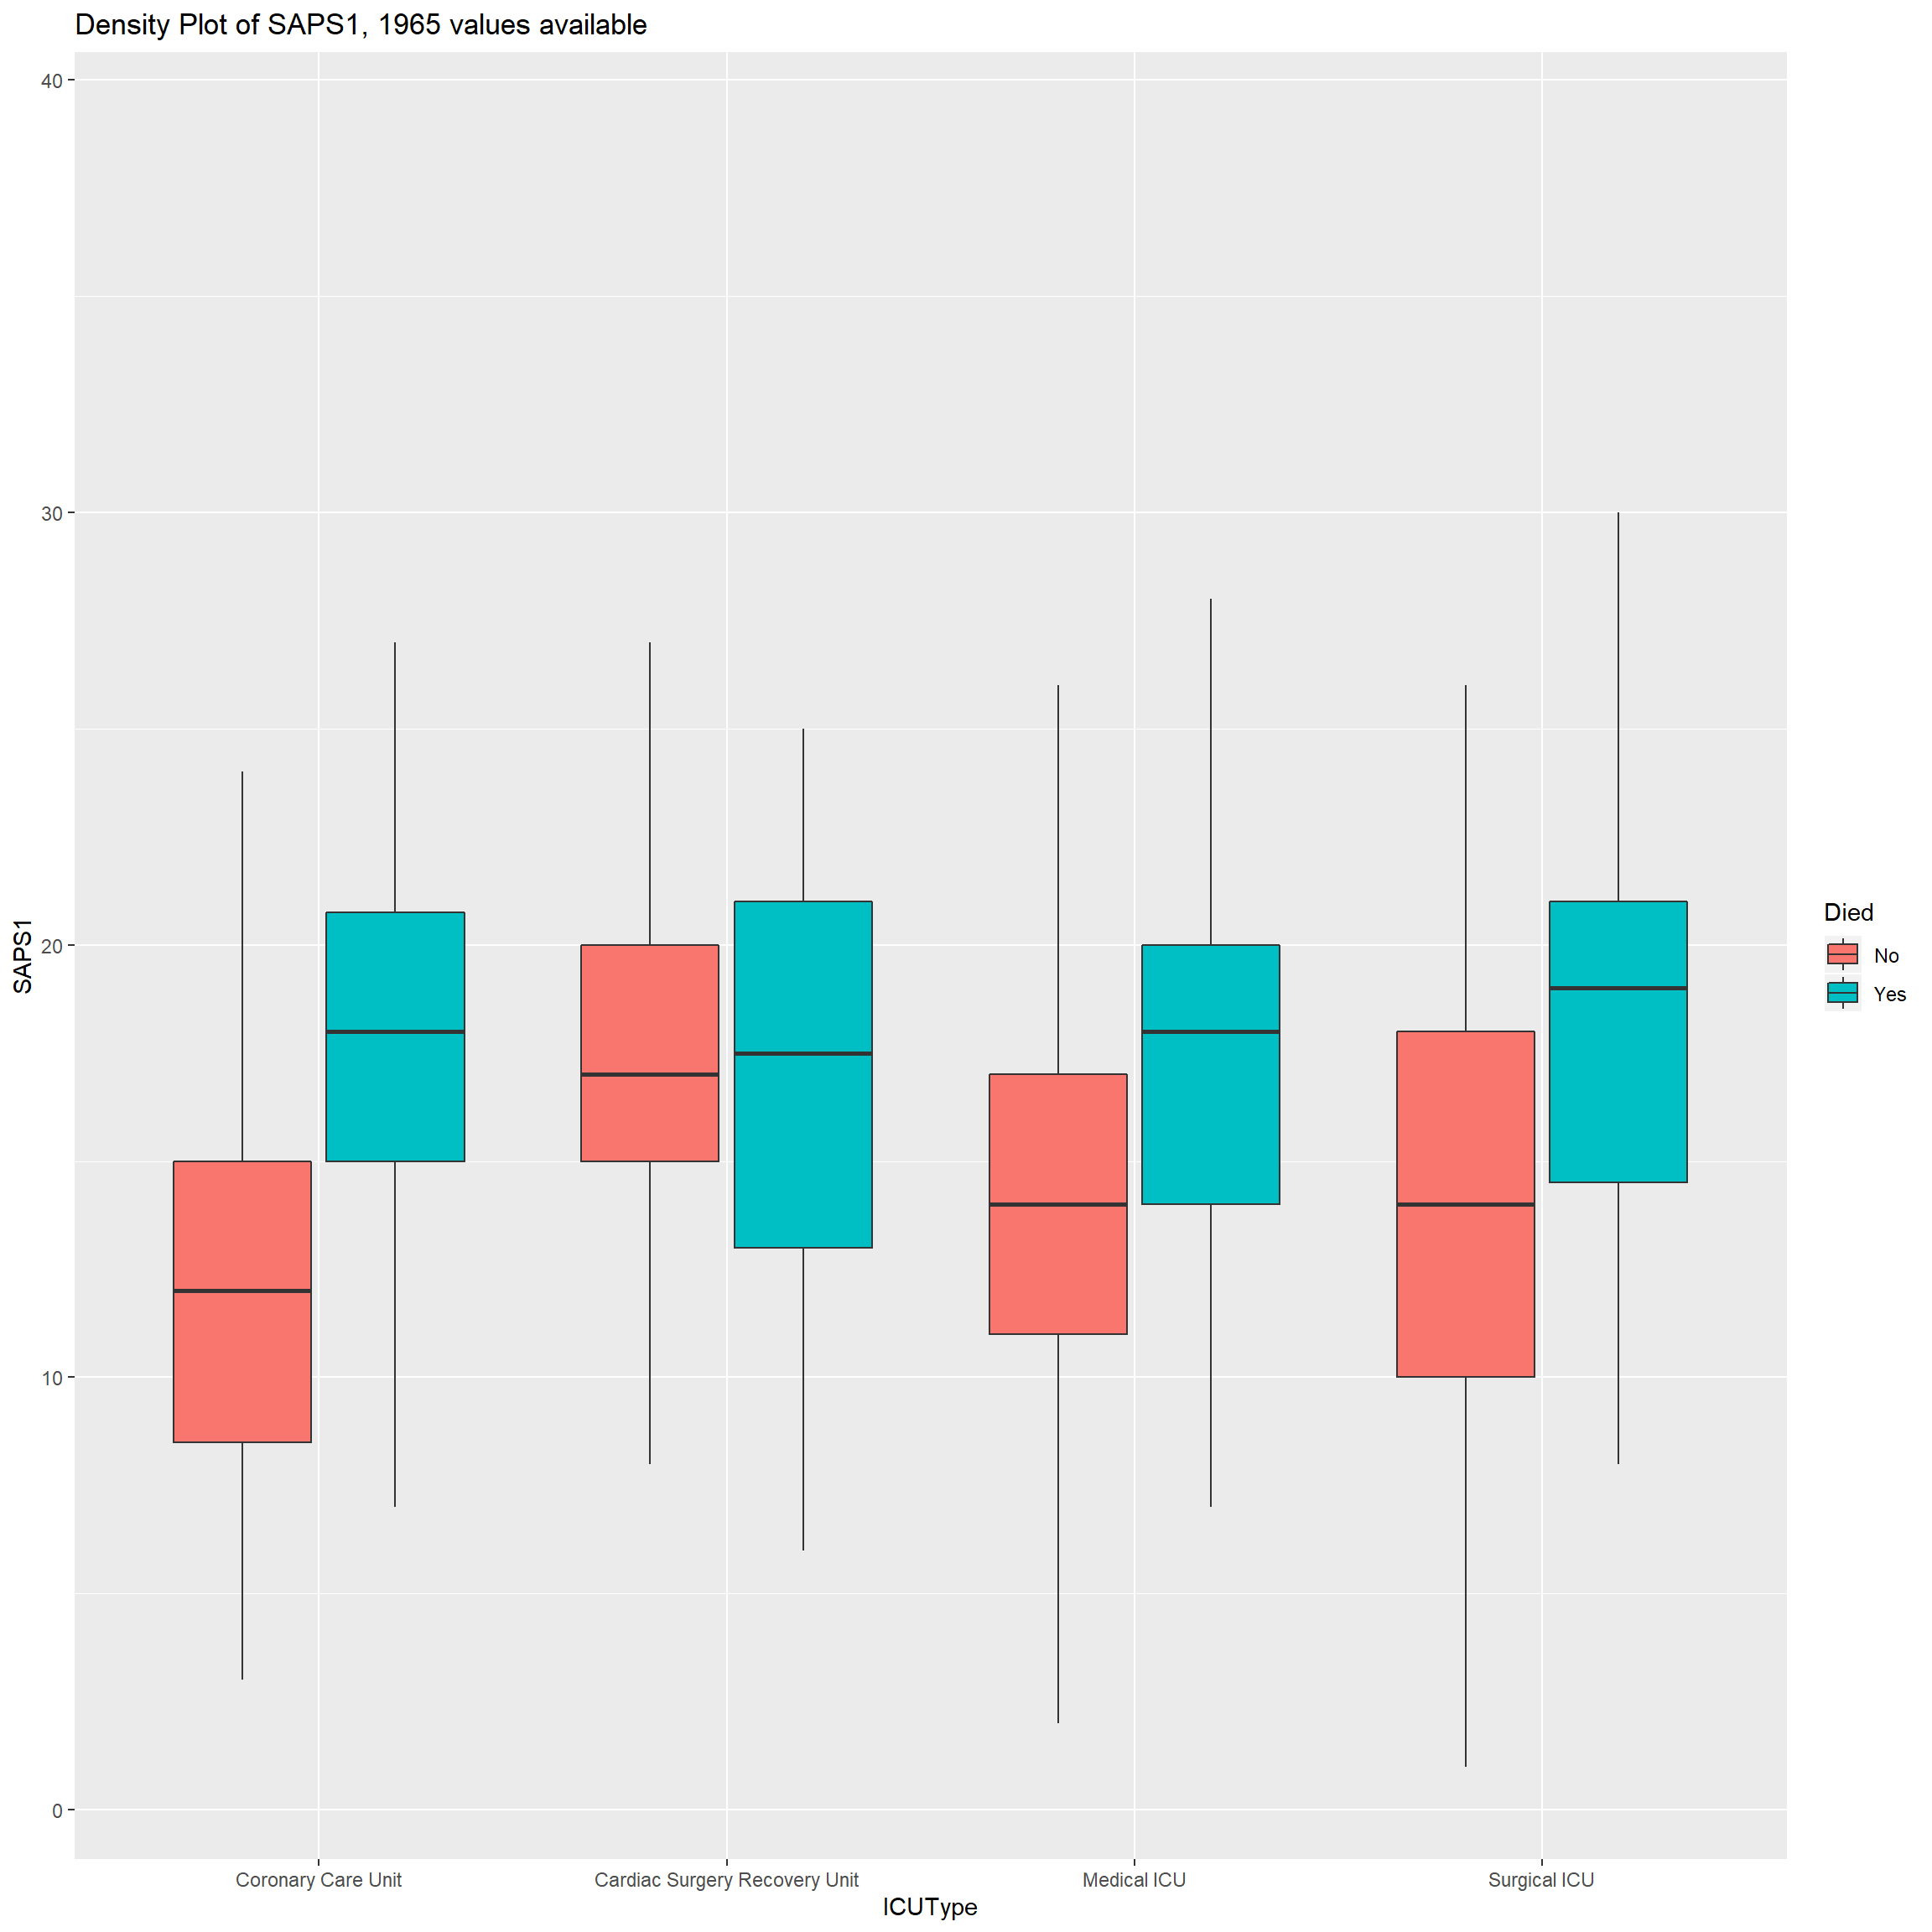 Density Plot of SAPS1, 1965 values available
40
30
20
10
0
SAPS1
Coronary Care Unit
Cardiac Surgery Recovery Unit
Medical ICU
Surgical ICU
ICUType
Died
No
Yes